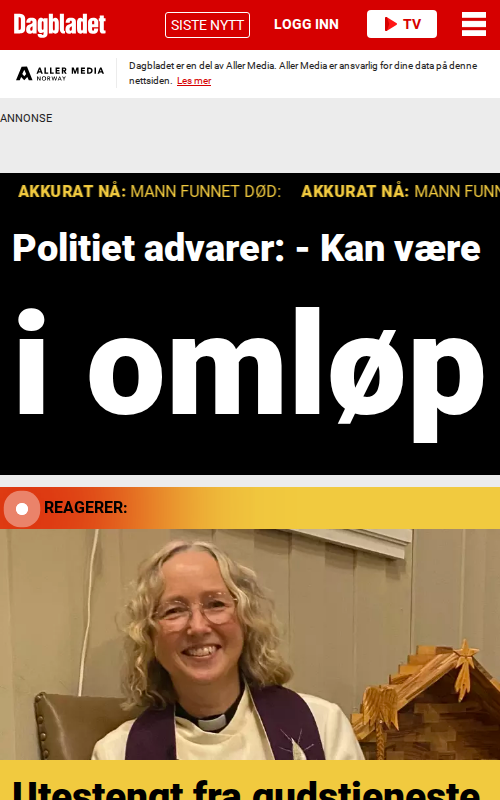 Dagbladet
SISTE NYTT
LOGG INN
TV
ALLER MEDIA
NORWAY
Dagbladet er en del av Aller Media. Aller Media er ansvarlig for dine data på denne
nettsiden. Les mer
ANNONSE
AKKURAT NÅ: MANN FUNNET DØD: AKKURAT NÅ: MANN FUNN
Politiet advarer: - Kan være
i omløp
REAGERER:
Utestengt fra gudstjeneste